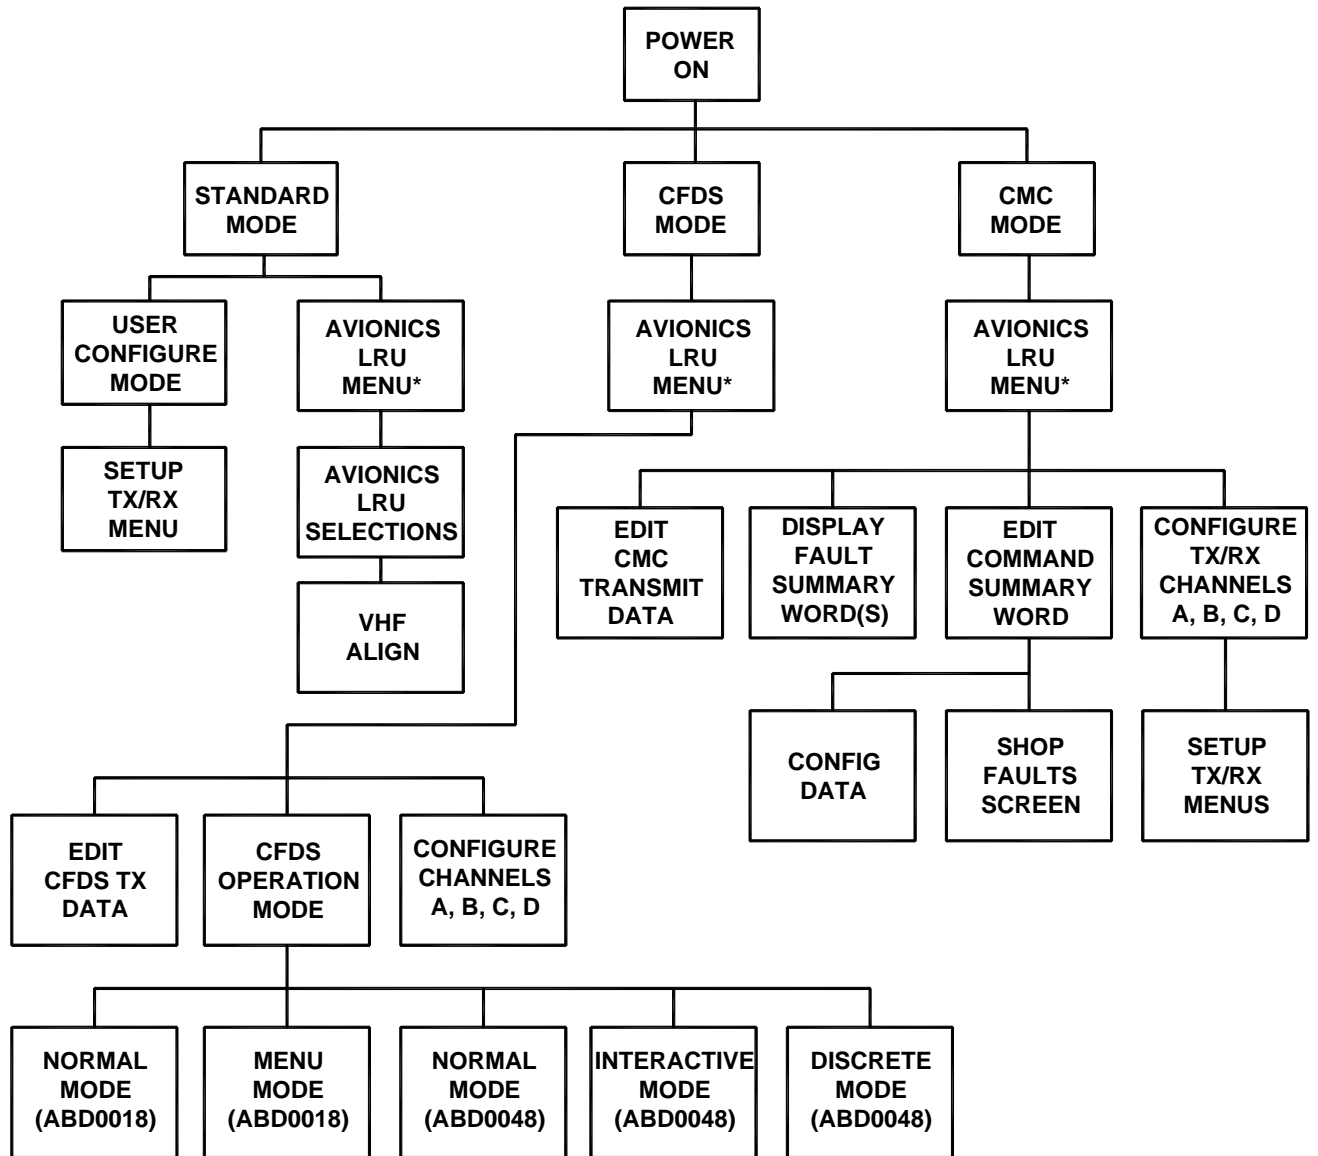 POWER
ON
STANDARD
MODE
CFDS
MODE
CMC
MODE
USER
CONFIGURE
MODE
AVIONICS
LRU
MENU*
AVIONICS
LRU
MENU*
AVIONICS
LRU
MENU*
SETUP
TX/RX
MENU
AVIONICS
LRU
SELECTIONS
VHF
ALIGN
EDIT
CMC
TRANSMIT
DATA
DISPLAY
FAULT
SUMMARY
WORD(S)
EDIT
COMMAND
SUMMARY
WORD
CONFIGURE
TX/RX
CHANNELS
A, B, C, D
CONFIG
DATA
SHOP
FAULTS
SCREEN
SETUP
TX/RX
MENUS
EDIT
CFDS TX
DATA
CFDS
OPERATION
MODE
CONFIGURE
CHANNELS
A, B, C, D
NORMAL
MODE
(ABD0018)
MENU
MODE
(ABD0018)
NORMAL
MODE
(ABD0048)
INTERACTIVE
MODE
(ABD0048)
DISCRETE
MODE
(ABD0048)